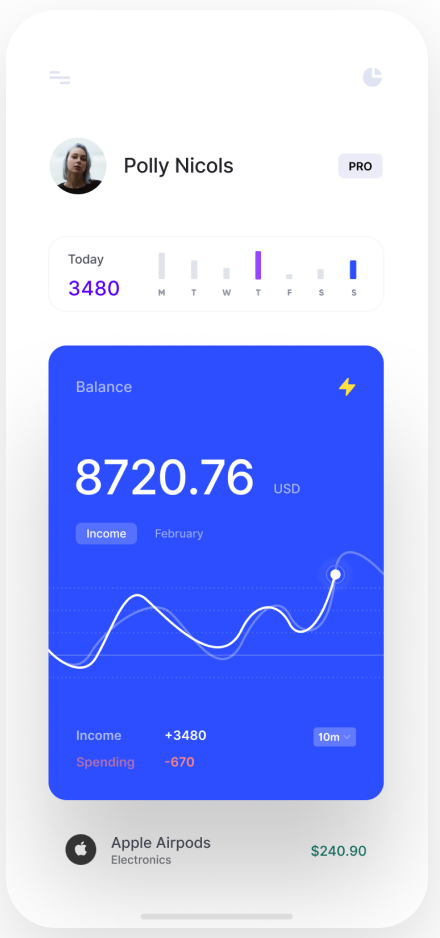 Polly Nicols PRO
Today
3480
M T W T F S S
Balance
8720.76 USD
Income February
Income +3480 10m
Spending -670
Apple Airpods
Electronics
$240.90